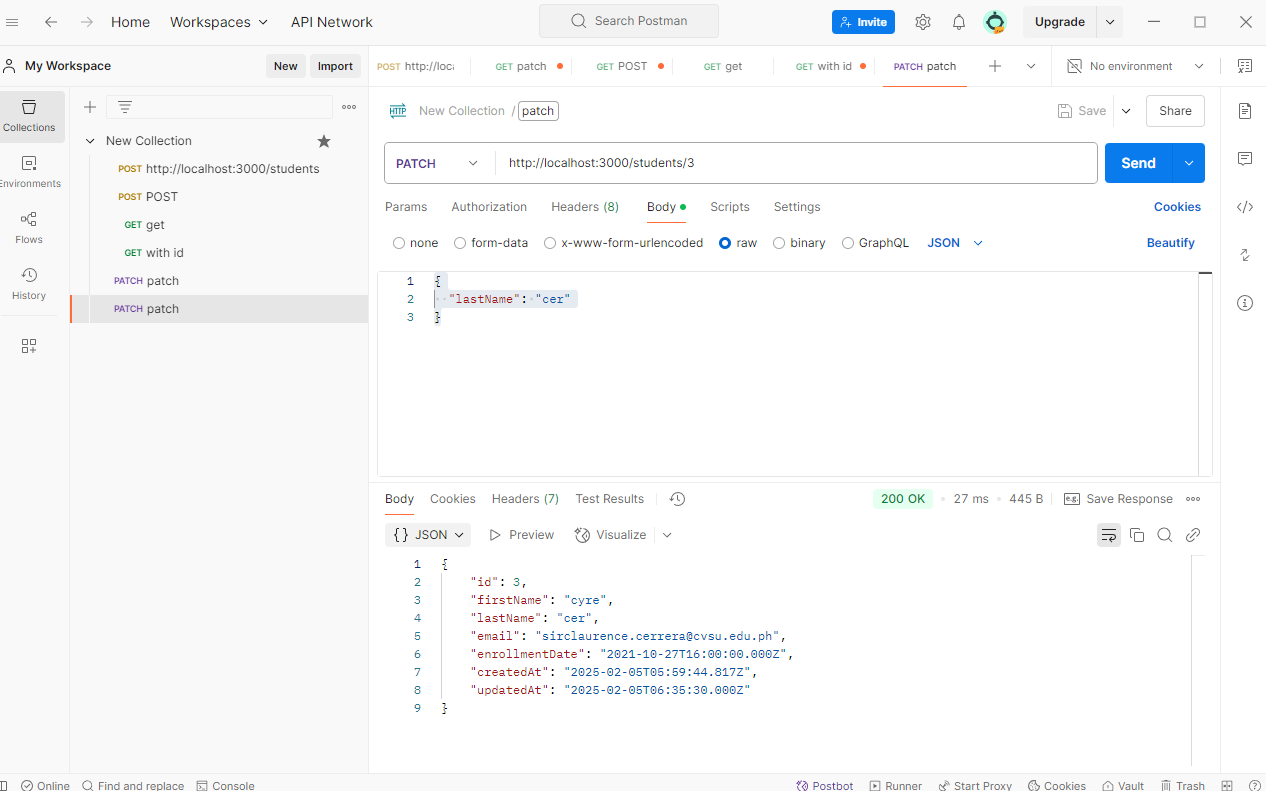 Home Workspaces API Network Search Postman Invite Upgrade
My Workspace New Import POST http://loc GET patch GET POST GET get GET with id PATCH patch No environment
Collections
New Collection / patch Save Share
New Collection
POST http://localhost:3000/students
PATCH http://localhost:3000/students/3 Send
Environments
POST POST
Params Authorization Headers (8) Body Scripts Settings Cookies
GET get
Flows
none form-data x-www-form-urlencoded raw binary GraphQL JSON Beautify
GET with id
PATCH patch
History
PATCH patch
1 {
2 "lastName": "cer"
3 }
Body Cookies Headers (7) Test Results 200 OK 27 ms 445 B e.g. Save Response
{} JSON Preview Visualize
1 {
2 "id": 3,
3 "firstName": "cyre",
4 "lastName": "cer",
5 "email": "sirclaurence.cerrera@cvsu.edu.ph",
6 "enrollmentDate": "2021-10-27T16:00:00.000Z",
7 "createdAt": "2025-02-05T05:59:44.817Z",
8 "updatedAt": "2025-02-05T06:35:30.000Z"
9 }
Online Find and replace Console Postbot Runner Start Proxy Cookies Vault Trash